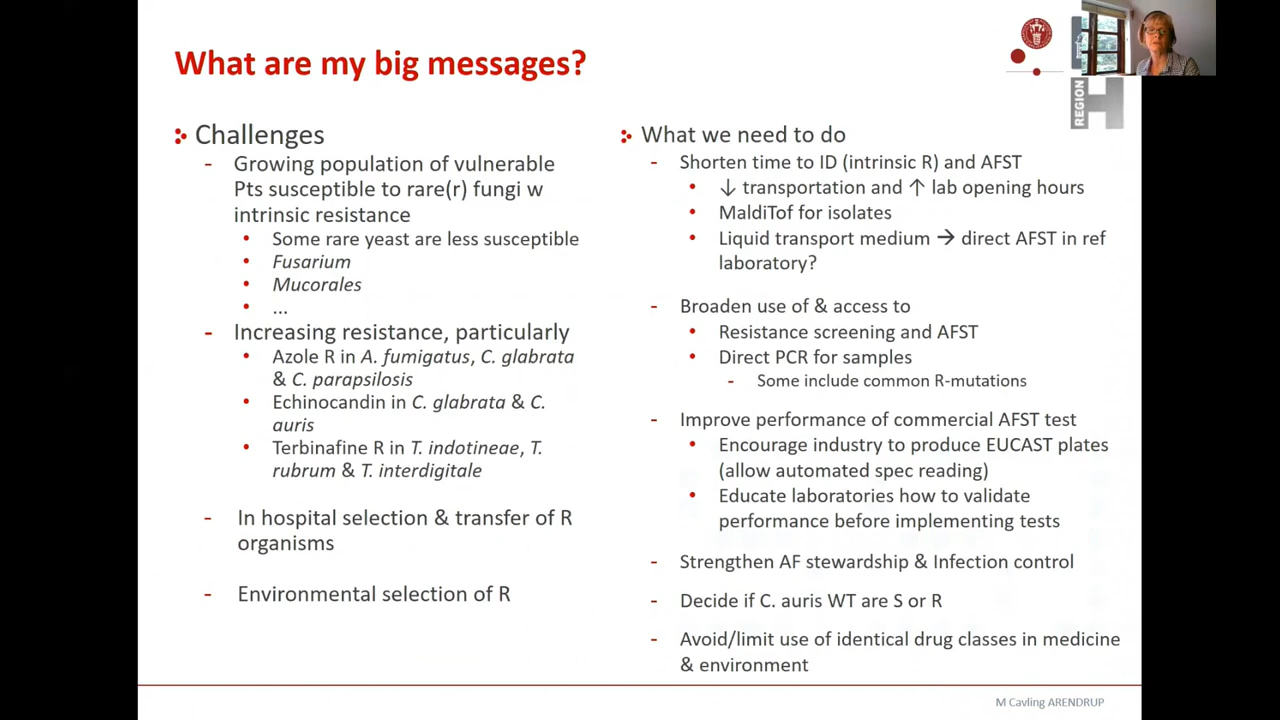 What are my big messages?
Challenges
- Growing population of vulnerable
Pts susceptible to rare(r) fungi w
intrinsic resistance
• Some rare yeast are less susceptible
• Fusarium
• Mucorales
• ...
- Increasing resistance, particularly
• Azole R in A. fumigatus, C. glabrata
& C. parapsilosis
• Echinocandin in C. glabrata & C.
auris
• Terbinafine R in T. indotineae, T.
rubrum & T. interdigitale
- In hospital selection & transfer of R
organisms
- Environmental selection of R
What we need to do
- Shorten time to ID (intrinsic R) and AFST
• ↓ transportation and ↑ lab opening hours
• MaldiTof for isolates
• Liquid transport medium → direct AFST in ref
laboratory?
- Broaden use of & access to
• Resistance screening and AFST
• Direct PCR for samples
- Some include common R-mutations
- Improve performance of commercial AFST test
• Encourage industry to produce EUCAST plates
(allow automated spec reading)
• Educate laboratories how to validate
performance before implementing tests
- Strengthen AF stewardship & Infection control
- Decide if C. auris WT are S or R
- Avoid/limit use of identical drug classes in medicine
& environment
REGION H
M Cavling ARENDRUP